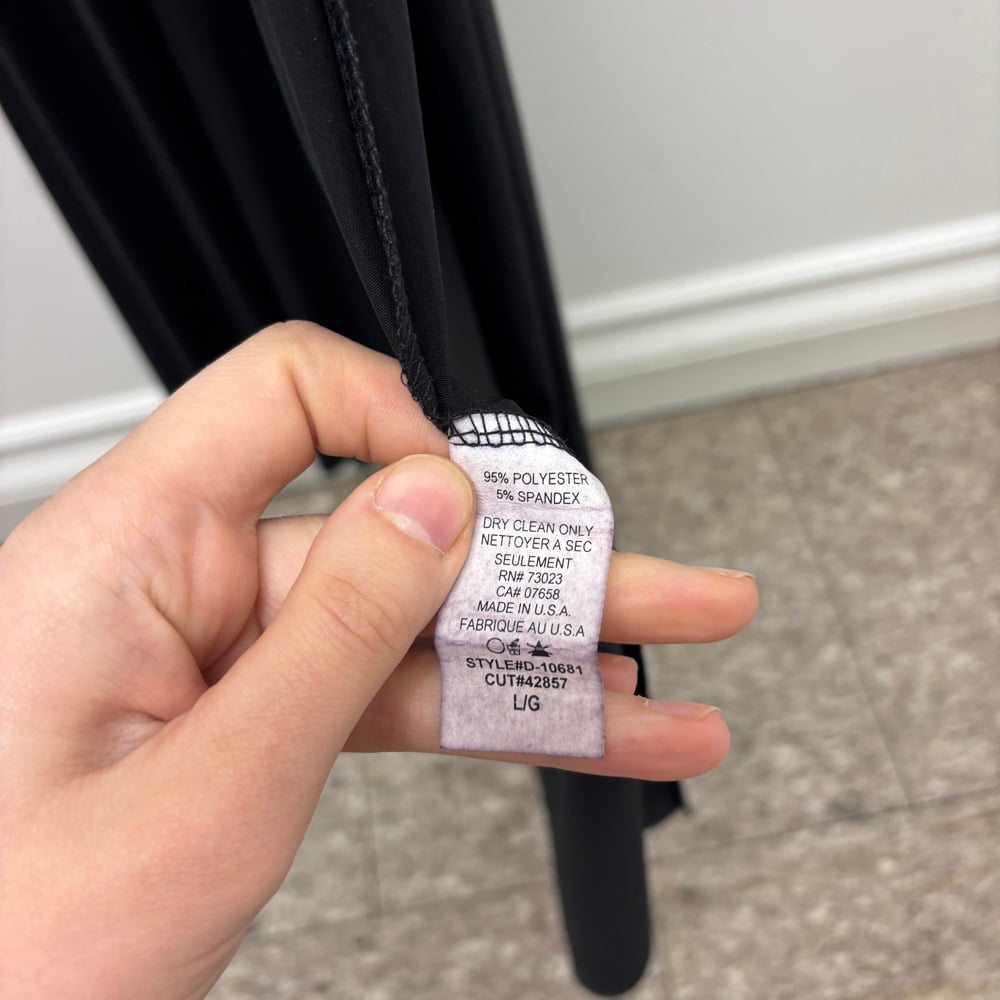 95% POLYESTER
5% SPANDEX
DRY CLEAN ONLY
NETTOYER A SEC
SEULEMENT
RN# 73023
CA# 07658
MADE IN U.S.A.
FABRIQUE AU U.S.A
STYLE#D-10681
CUT#42857
L/G